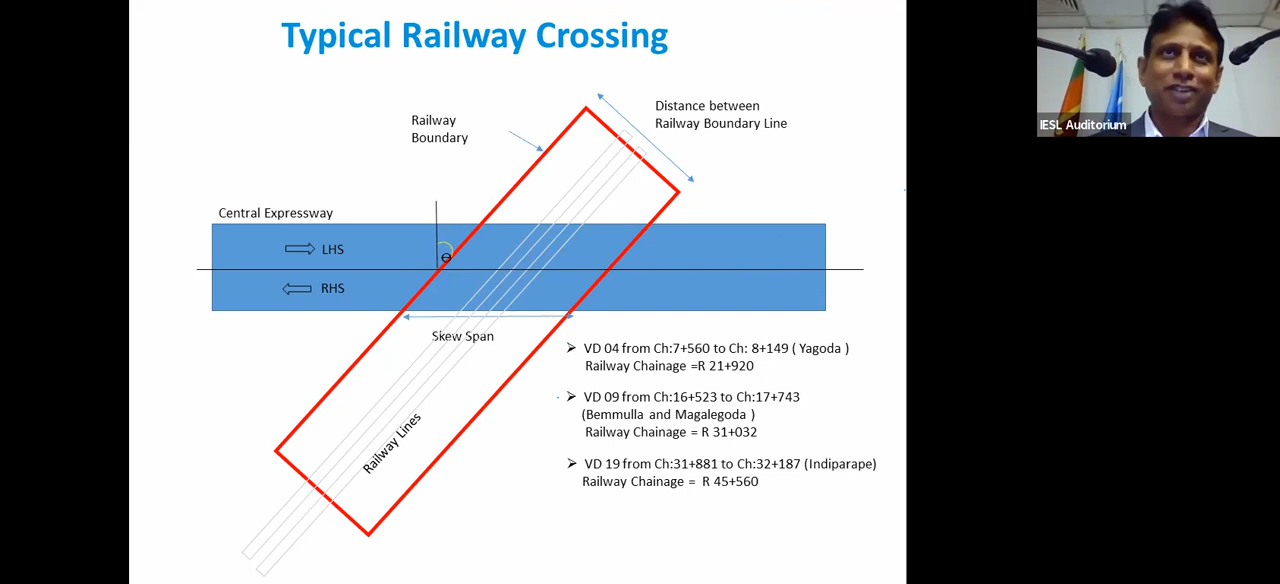 Typical Railway Crossing
Railway
Boundary
Distance between
Railway Boundary Line
IESL Auditorium
Central Expressway
LHS
Ө
RHS
Skew Span
Railway Lines
➢ VD 04 from Ch:7+560 to Ch: 8+149 ( Yagoda )
Railway Chainage =R 21+920
➢ VD 09 from Ch:16+523 to Ch:17+743
(Bemmulla and Magalegoda )
Railway Chainage = R 31+032
➢ VD 19 from Ch:31+881 to Ch:32+187 (Indiparape)
Railway Chainage = R 45+560